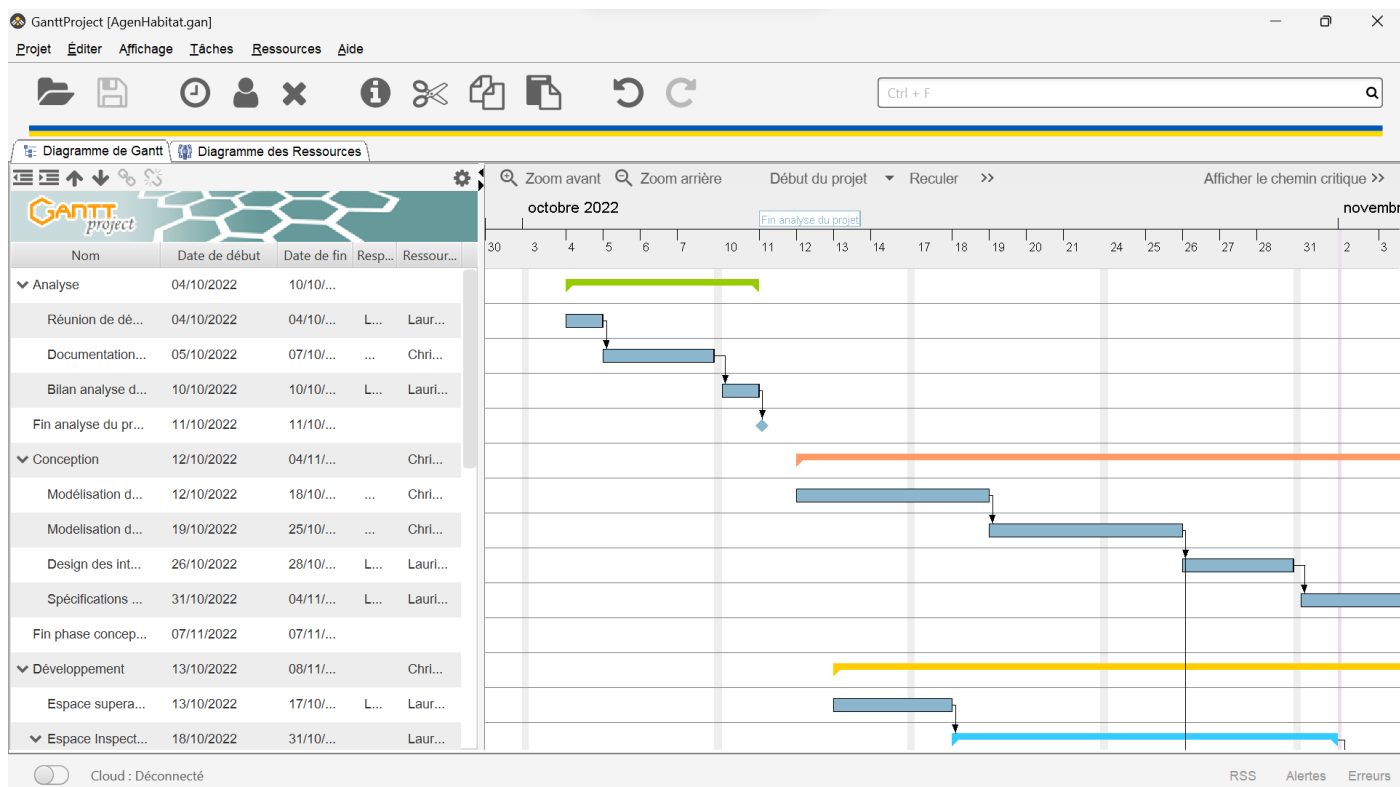 GanttProject [AgenHabitat.gan]
Projet Éditer Affichage Tâches Ressources Aide
Ctrl + F
Diagramme de Gantt Diagramme des Ressources
Zoom avant Zoom arrière Début du projet Reculer >> Afficher le chemin critique >>
GANTT project
octobre 2022 novembr
Fin analyse du projet
30 3 4 5 6 7 10 11 12 13 14 17 18 19 20 21 24 25 26 27 28 31 2 3
Nom Date de début Date de fin Resp... Ressour...
Analyse 04/10/2022 10/10/...
Réunion de dé... 04/10/2022 04/10/... L... Laur...
Documentation... 05/10/2022 07/10/... ... Chri...
Bilan analyse d... 10/10/2022 10/10/... L... Lauri...
Fin analyse du pr... 11/10/2022 11/10/...
Conception 12/10/2022 04/11/... Chri...
Modélisation d... 12/10/2022 18/10/... ... Chri...
Modelisation d... 19/10/2022 25/10/... ... Chri...
Design des int... 26/10/2022 28/10/... L... Lauri...
Spécifications ... 31/10/2022 04/11/... L... Lauri...
Fin phase concep... 07/11/2022 07/11/...
Développement 13/10/2022 08/11/... Chri...
Espace supera... 13/10/2022 17/10/... L... Laur...
Espace Inspect... 18/10/2022 31/10/... Laur...
Cloud : Déconnecté RSS Alertes Erreurs